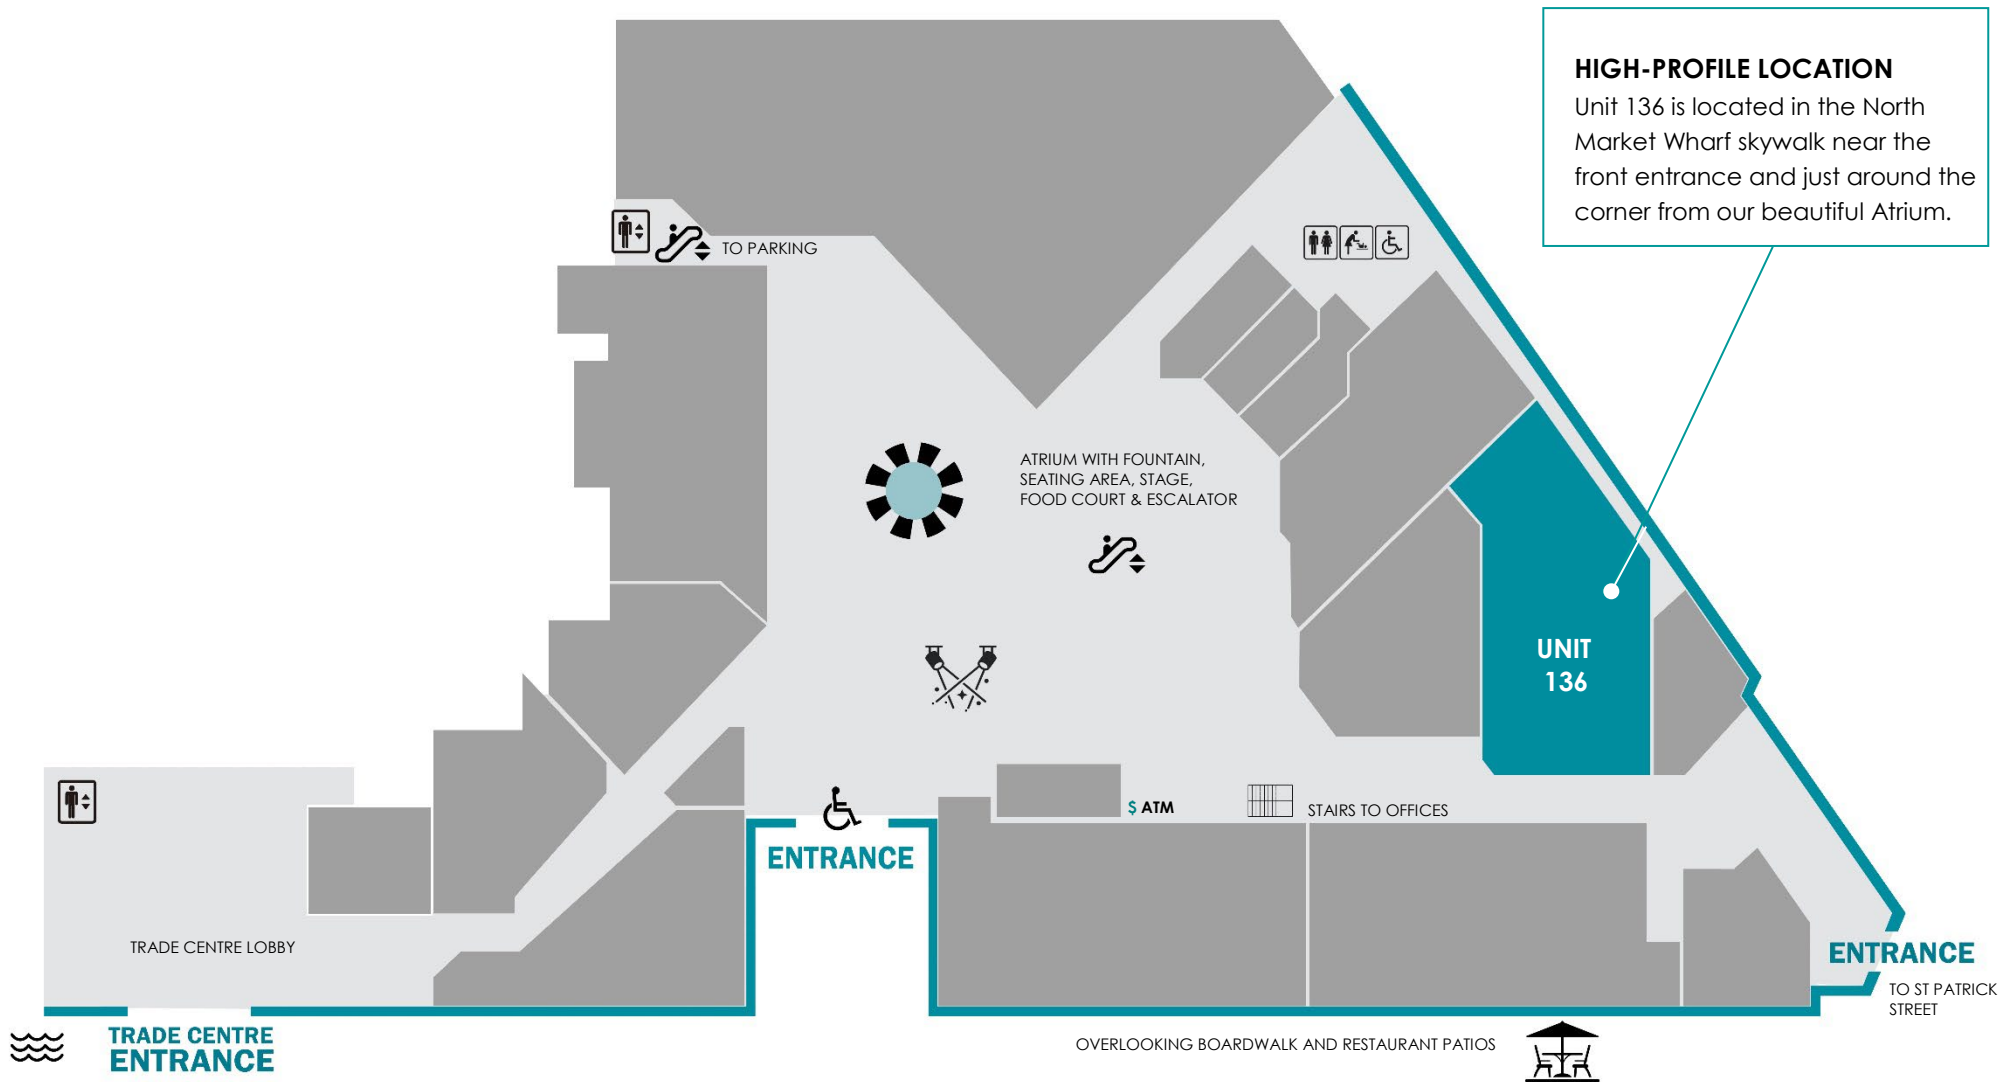 HIGH-PROFILE LOCATION
Unit 136 is located in the North
Market Wharf skywalk near the
front entrance and just around the
corner from our beautiful Atrium.
TO PARKING
ATRIUM WITH FOUNTAIN,
SEATING AREA, STAGE,
FOOD COURT & ESCALATOR
UNIT
136
$ ATM
STAIRS TO OFFICES
ENTRANCE
TRADE CENTRE LOBBY
ENTRANCE
TO ST PATRICK
STREET
TRADE CENTRE
ENTRANCE
OVERLOOKING BOARDWALK AND RESTAURANT PATIOS